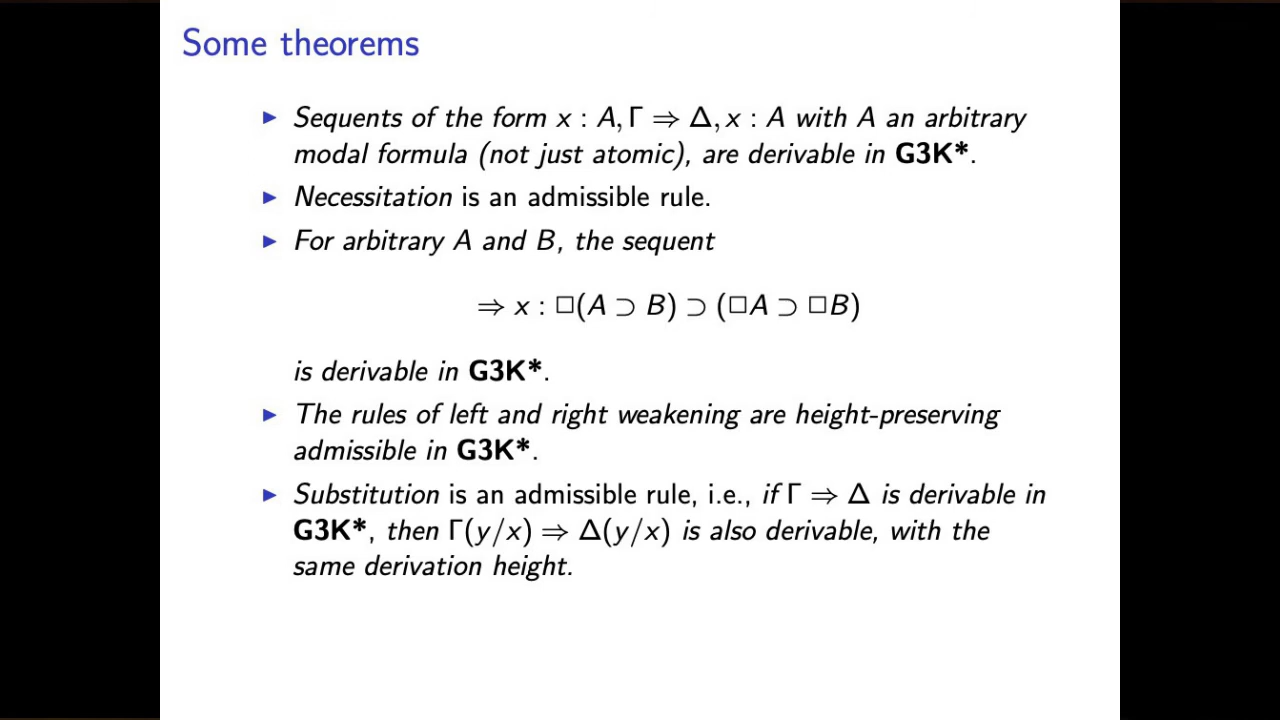 Some theorems
▶ Sequents of the form x : A, Γ ⇒ Δ, x : A with A an arbitrary
modal formula (not just atomic), are derivable in G3K*.
▶ Necessitation is an admissible rule.
▶ For arbitrary A and B, the sequent
⇒ x : □(A ⊃ B) ⊃ (□A ⊃ □B)
is derivable in G3K*.
▶ The rules of left and right weakening are height-preserving
admissible in G3K*.
▶ Substitution is an admissible rule, i.e., if Γ ⇒ Δ is derivable in
G3K*, then Γ(y/x) ⇒ Δ(y/x) is also derivable, with the
same derivation height.